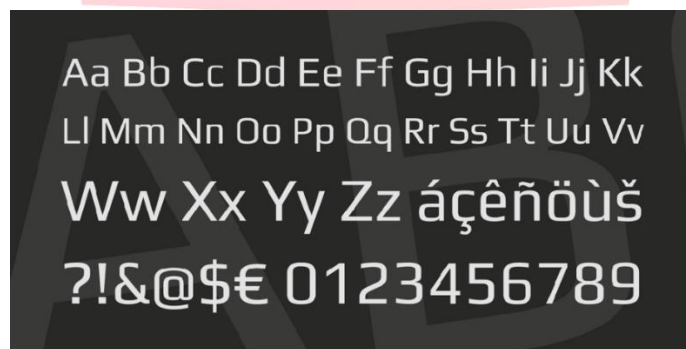 Aa Bb Cc Dd Ee Ff Gg Hh Ii Jj Kk
Ll Mm Nn Oo Pp Qq Rr Ss Tt Uu Vv
Ww Xx Yy Zz áçêñöùš
?!&@$€ 0123456789